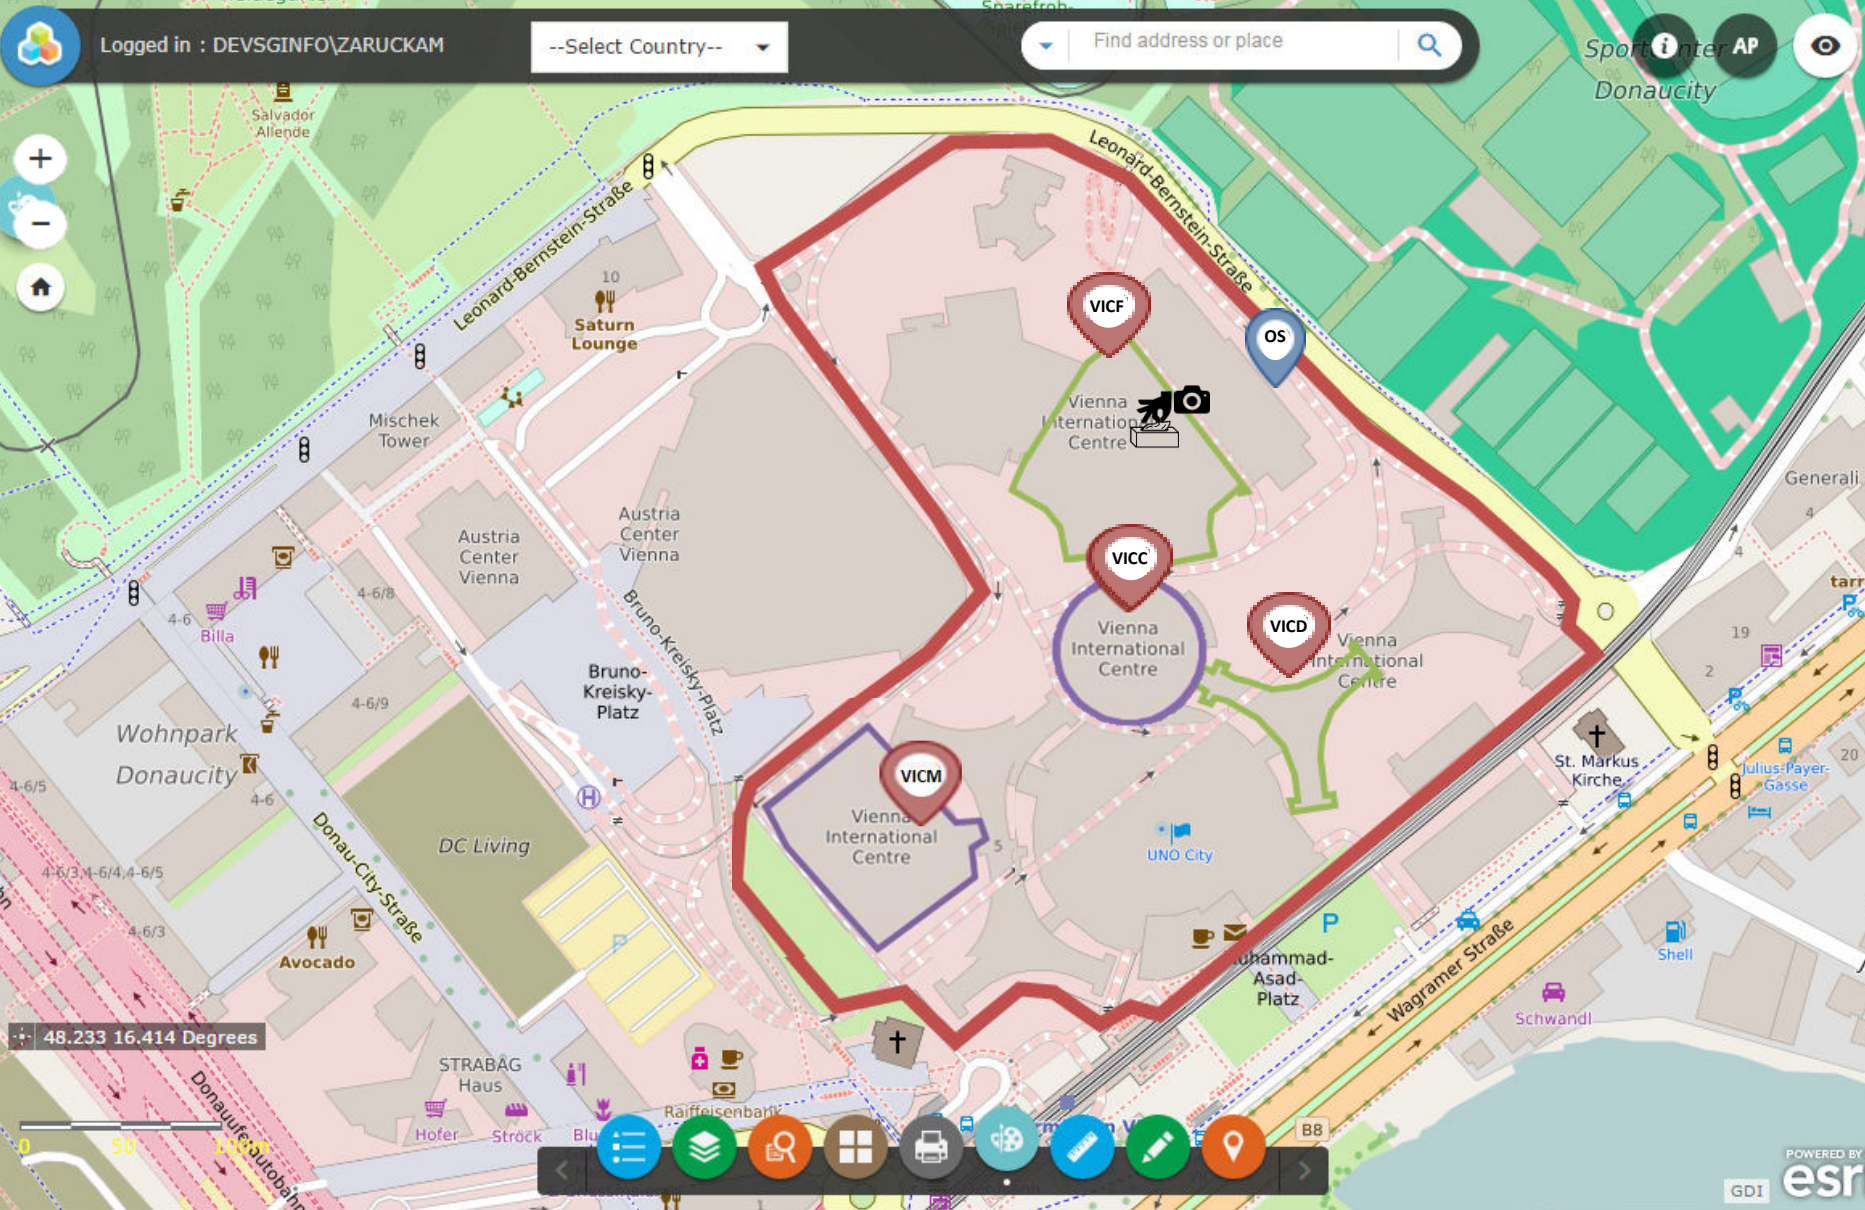 Sparefroh-
Logged in : DEVSGINFO\ZARUCKAM
--Select Country--
Find address or place
i
AP
Sportcenter
Donaucity
Salvador
Allende
Leonard-Bernstein-Straße
Leonard-Bernstein-Straße
10
Saturn
Lounge
VICF
OS
Mischek
Tower
Vienna
International
Centre
Generali
4
4
Austria
Center
Vienna
Austria
Center
Vienna
VICC
4-6/8
4-6
Billa
Bruno-Kreisky-Platz
Vienna
International
Centre
VICD
Vienna
International
Centre
19
2
Bruno-
Kreisky-
Platz
4-6/9
Wohnpark
Donaucity
4-6/5
4-6
St. Markus
Kirche
Julius-Payer-
Gasse
20
VICM
Vienna
International
Centre
5
UNO City
DC Living
Donau-City-Straße
4-6/3,4-6/4,4-6/5
4-6/3
Avocado
P
P
Muhammad-
Asad-
Platz
Wagramer Straße
Shell
Schwandl
48.233 16.414 Degrees
STRABAG
Haus
Raiffeisenbank
Hofer
Ströck
0
50
100m
B8
POWERED BY
esri
GDI